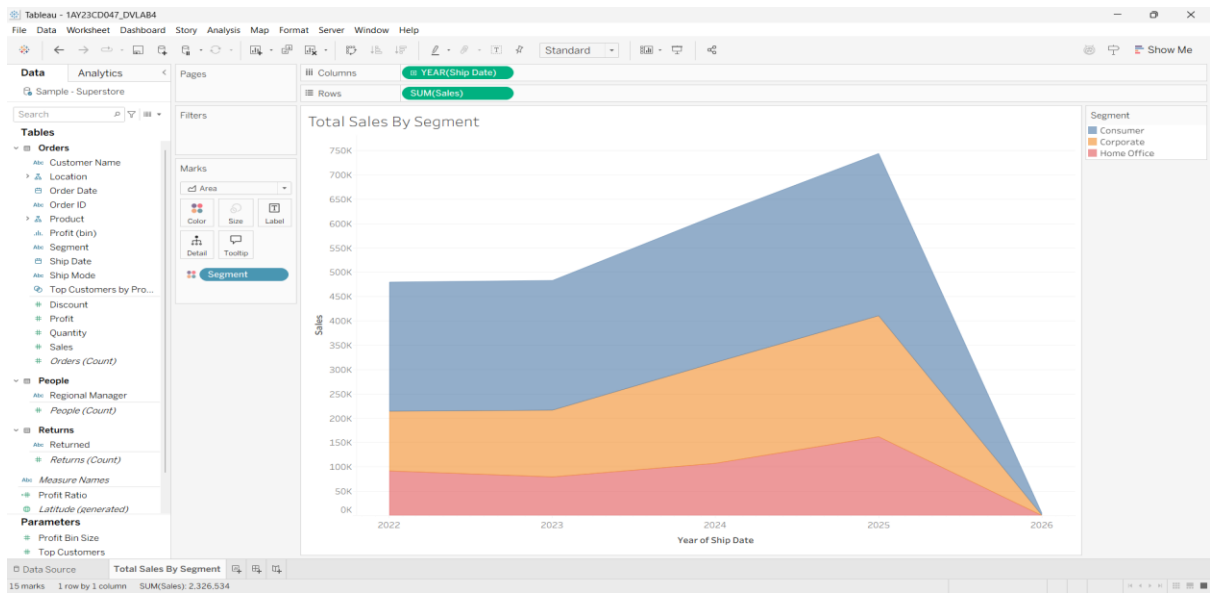 Tableau - 1AY23CD047_DVLAB4
File Data Worksheet Dashboard Story Analysis Map Format Server Window Help
Standard
Show Me
Data Analytics
Sample - Superstore
Search
Tables
Orders
Abc Customer Name
Location
Order Date
Abc Order ID
Product
Profit (bin)
Abc Segment
Ship Date
Abc Ship Mode
Top Customers by Pro...
# Discount
# Profit
# Quantity
# Sales
# Orders (Count)
People
Abc Regional Manager
# People (Count)
Returns
Abc Returned
# Returns (Count)
Abc Measure Names
Profit Ratio
Latitude (generated)
Parameters
# Profit Bin Size
# Top Customers
Pages
Filters
Marks
Area
Color Size Label
Detail Tooltip
Segment
Columns YEAR(Ship Date)
Rows SUM(Sales)
Total Sales By Segment
750K
700K
650K
600K
550K
500K
450K
400K
350K
300K
250K
200K
150K
100K
50K
0K
Sales
2022 2023 2024 2025 2026
Year of Ship Date
Segment
Consumer
Corporate
Home Office
Data Source Total Sales By Segment
15 marks 1 row by 1 column SUM(Sales): 2,326,534